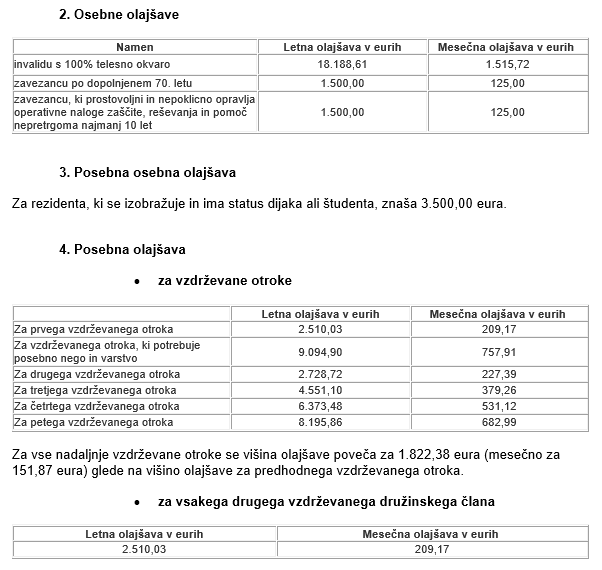 2. Osebne olajšave
Namen Letna olajšava v eurih Mesečna olajšava v eurih
invalidu s 100% telesno okvaro 18.188,61 1.515,72
zavezancu po dopolnjenem 70. letu 1.500,00 125,00
zavezancu, ki prostovoljni in nepoklicno opravlja
operativne naloge zaščite, reševanja in pomoč 1.500,00 125,00
nepretrgoma najmanj 10 let
3. Posebna osebna olajšava
Za rezidenta, ki se izobražuje in ima status dijaka ali študenta, znaša 3.500,00 eura.
4. Posebna olajšava
• za vzdrževane otroke
Letna olajšava v eurih Mesečna olajšava v eurih
Za prvega vzdrževanega otroka 2.510,03 209,17
Za vzdrževanega otroka, ki potrebuje
posebno nego in varstvo 9.094,90 757,91
Za drugega vzdrževanega otroka 2.728,72 227,39
Za tretjega vzdrževanega otroka 4.551,10 379,26
Za četrtega vzdrževanega otroka 6.373,48 531,12
Za petega vzdrževanega otroka 8.195,86 682,99
Za vse nadaljnje vzdrževane otroke se višina olajšave poveča za 1.822,38 eura (mesečno za
151,87 eura) glede na višino olajšave za predhodnega vzdrževanega otroka.
• za vsakega drugega vzdrževanega družinskega člana
Letna olajšava v eurih Mesečna olajšava v eurih
2.510,03 209,17